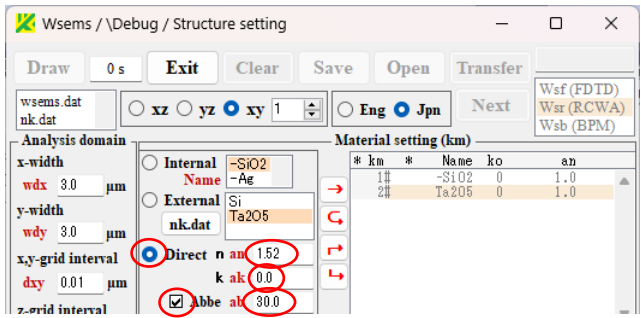 Wsems / \Debug / Structure setting
Draw 0 s Exit Clear Save Open Transfer
wsems.dat
nk.dat
xz yz xy 1 Eng Jpn Next
Wsf (FDTD)
Wsr (RCWA)
Wsb (BPM)
Analysis domain
x-width
wdx 3.0 μm
y-width
wdy 3.0 μm
x,y-grid interval
dxy 0.01 μm
z-grid interval
Internal
Name
-SiO2
-Ag
External
nk.dat
Si
Ta2O5
Direct n an 1.52
k ak 0.0
Abbe ab 30.0
Material setting (km)
* km * Name ko an
1# -SiO2 0 1.0
2# Ta2O5 0 1.0